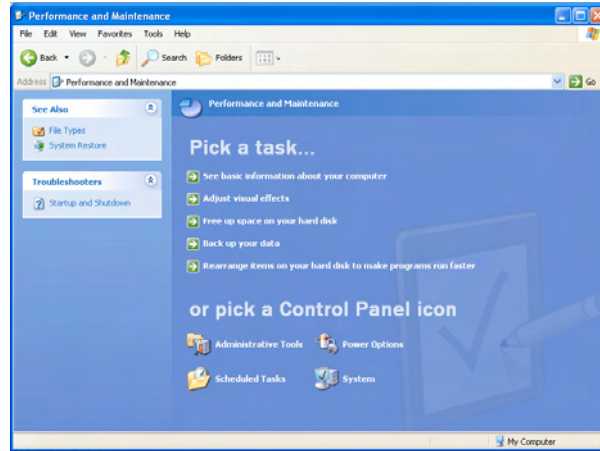 Performance and Maintenance
File Edit View Favorites Tools Help
Back Search Folders
Address Performance and Maintenance Go
See Also
File Types
System Restore
Troubleshooters
Startup and Shutdown
Performance and Maintenance
Pick a task...
See basic information about your computer
Adjust visual effects
Free up space on your hard disk
Back up your data
Rearrange items on your hard disk to make programs run faster
or pick a Control Panel icon
Administrative Tools Power Options
Scheduled Tasks System
My Computer